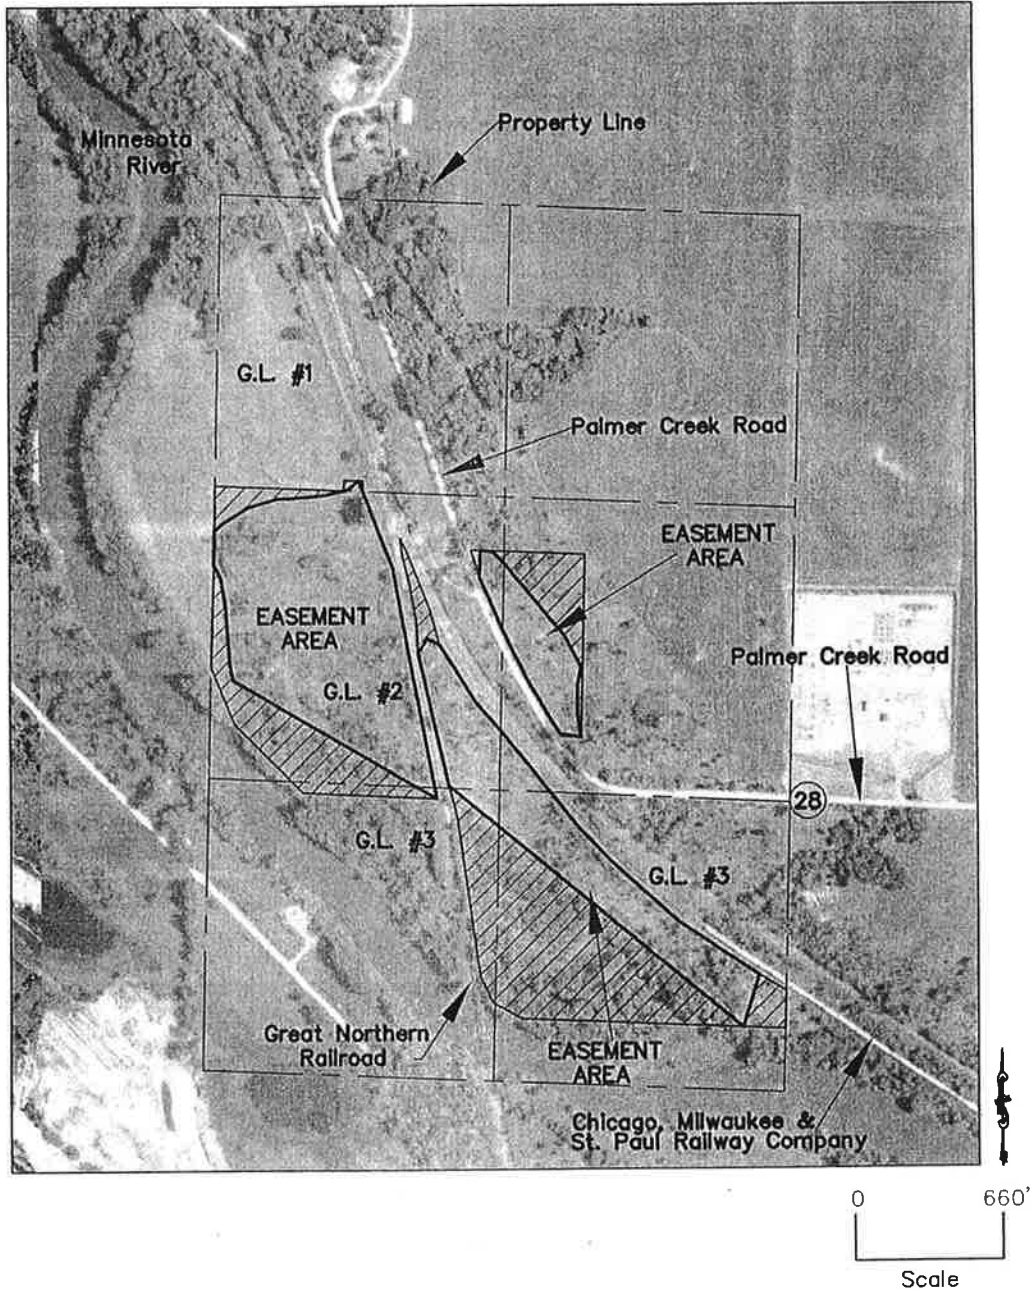 Minnesota
River
Property Line
G.L. #1
Palmer Creek Road
EASEMENT
AREA
EASEMENT
AREA
Palmer Creek Road
G.L. #2
28
G.L. #3
G.L. #3
Great Northern
Railroad
EASEMENT
AREA
Chicago, Milwaukee &
St. Paul Railway Company
0 660'
Scale